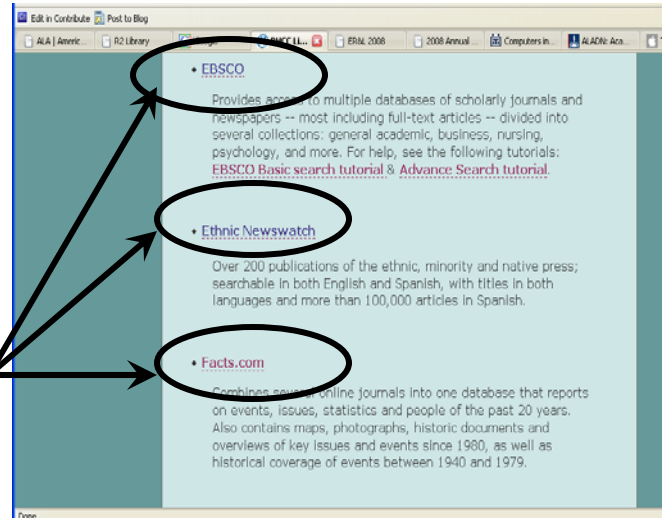 Edit in Contribute Post to Blog
ALA | Americ... R2 Library ER&L 2008 2008 Annual ... Computers in... ALADN: Aca...
• EBSCO
Provides access to multiple databases of scholarly journals and
newspapers -- most including full-text articles -- divided into
several collections: general academic, business, nursing,
psychology, and more. For help, see the following tutorials:
EBSCO Basic search tutorial & Advance Search tutorial.
• Ethnic Newswatch
Over 200 publications of the ethnic, minority and native press;
searchable in both English and Spanish, with titles in both
languages and more than 100,000 articles in Spanish.
• Facts.com
Combines several online journals into one database that reports
on events, issues, statistics and people of the past 20 years.
Also contains maps, photographs, historic documents and
overviews of key issues and events since 1980, as well as
historical coverage of events between 1940 and 1979.
Done